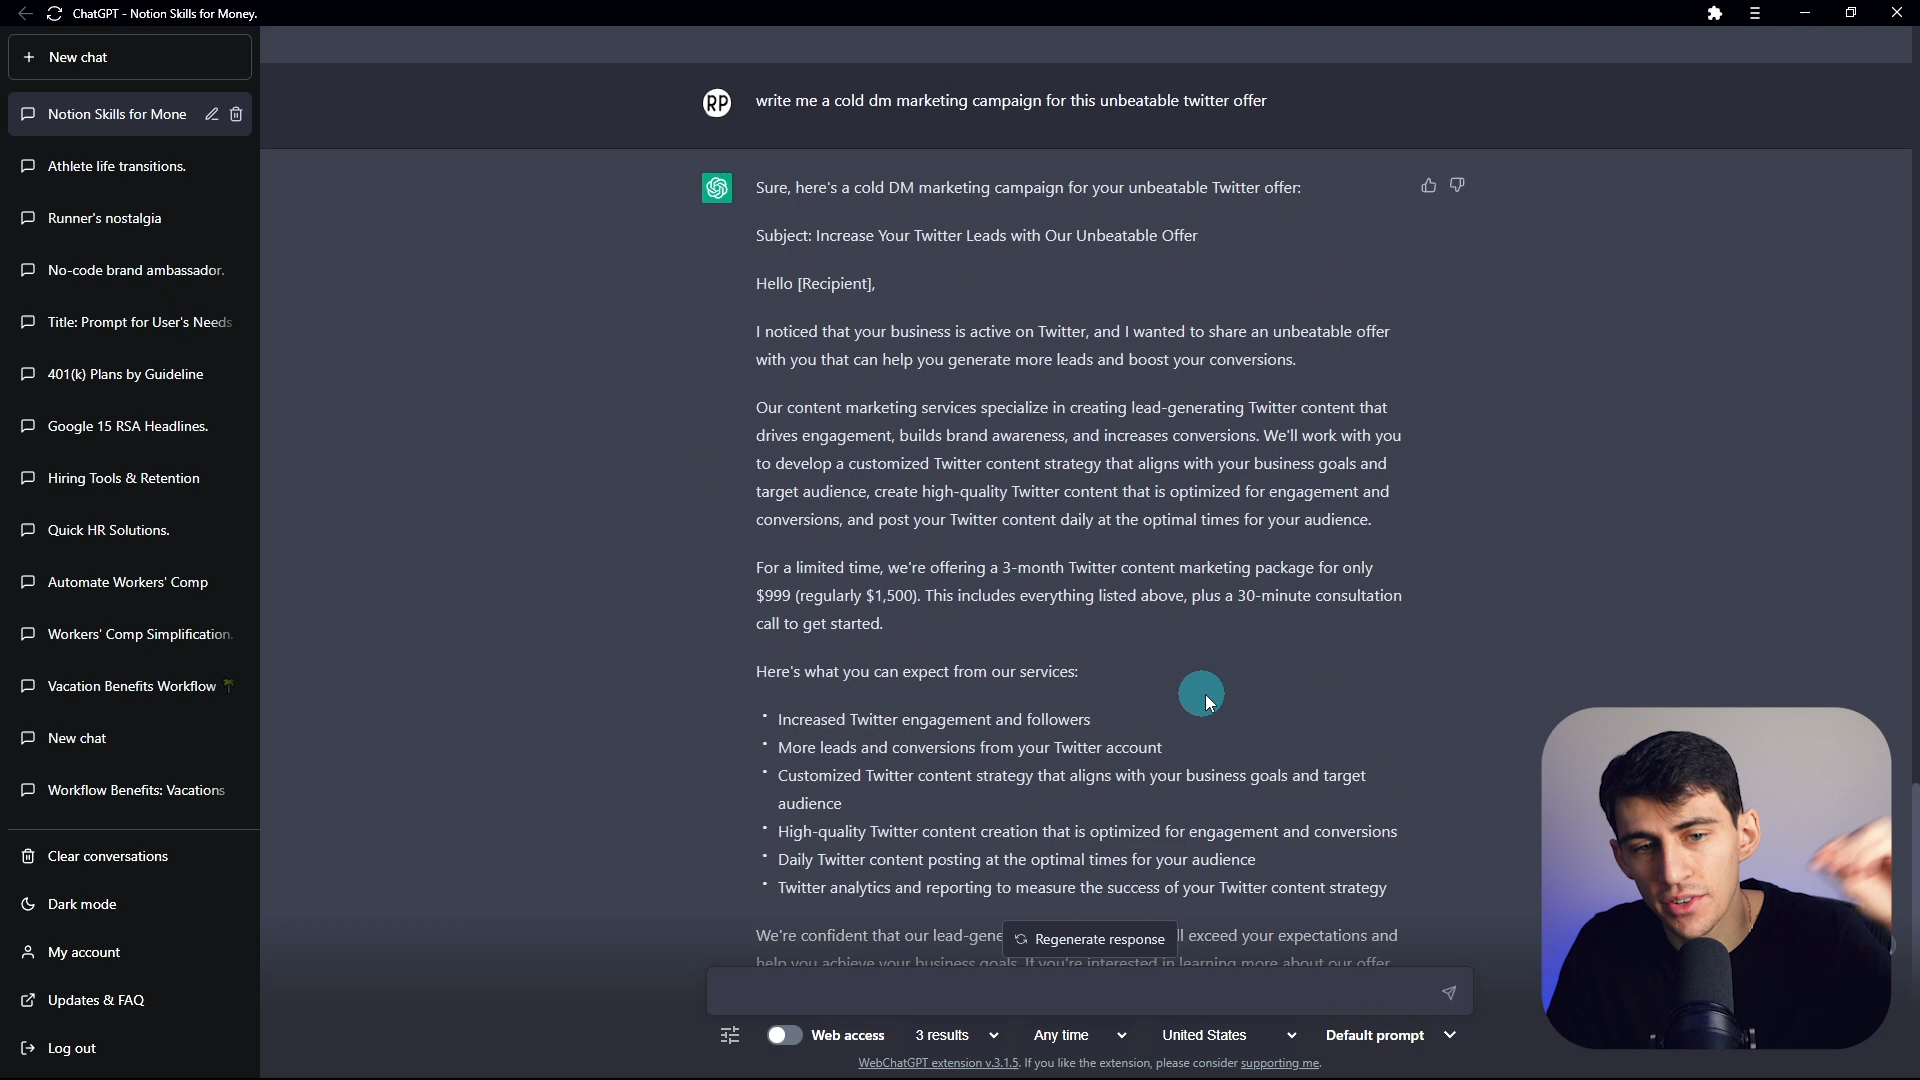 ChatGPT - Notion Skills for Money.
New chat
Notion Skills for Mone
Athlete life transitions.
Runner's nostalgia
No-code brand ambassador.
Title: Prompt for User's Needs
401(k) Plans by Guideline
Google 15 RSA Headlines.
Hiring Tools & Retention
Quick HR Solutions.
Automate Workers' Comp
Workers' Comp Simplification.
Vacation Benefits Workflow 🌴
New chat
Workflow Benefits: Vacations
Clear conversations
Dark mode
My account
Updates & FAQ
Log out
RP
write me a cold dm marketing campaign for this unbeatable twitter offer
Sure, here's a cold DM marketing campaign for your unbeatable Twitter offer:
Subject: Increase Your Twitter Leads with Our Unbeatable Offer
Hello [Recipient],
I noticed that your business is active on Twitter, and I wanted to share an unbeatable offer
with you that can help you generate more leads and boost your conversions.
Our content marketing services specialize in creating lead-generating Twitter content that
drives engagement, builds brand awareness, and increases conversions. We'll work with you
to develop a customized Twitter content strategy that aligns with your business goals and
target audience, create high-quality Twitter content that is optimized for engagement and
conversions, and post your Twitter content daily at the optimal times for your audience.
For a limited time, we're offering a 3-month Twitter content marketing package for only
$999 (regularly $1,500). This includes everything listed above, plus a 30-minute consultation
call to get started.
Here's what you can expect from our services:
• Increased Twitter engagement and followers
• More leads and conversions from your Twitter account
• Customized Twitter content strategy that aligns with your business goals and target
audience
• High-quality Twitter content creation that is optimized for engagement and conversions
• Daily Twitter content posting at the optimal times for your audience
• Twitter analytics and reporting to measure the success of your Twitter content strategy
We're confident that our lead-gene ll exceed your expectations and
Regenerate response
help you achieve your business goals. If you're interested in learning more about our offer
Web access 3 results Any time United States Default prompt
WebChatGPT extension v.3.1.5. If you like the extension, please consider supporting me.